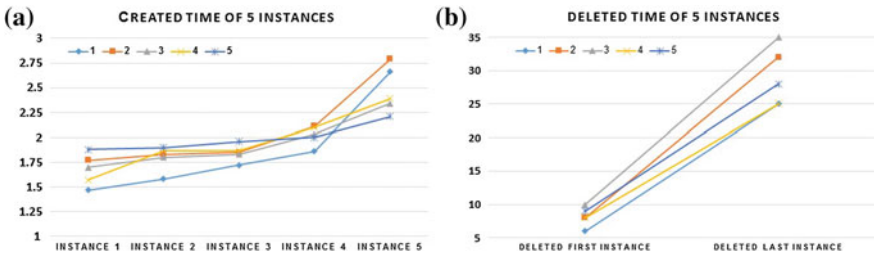 (a)
CREATED TIME OF 5 INSTANCES
1 2 3 4 5
3
2.75
2.5
2.25
2
1.75
1.5
1.25
1
INSTANCE 1 INSTANCE 2 INSTANCE 3 INSTANCE 4 INSTANCE 5
(b)
DELETED TIME OF 5 INSTANCES
1 2 3 4 5
35
30
25
20
15
10
5
DELETED FIRST INSTANCE DELETED LAST INSTANCE